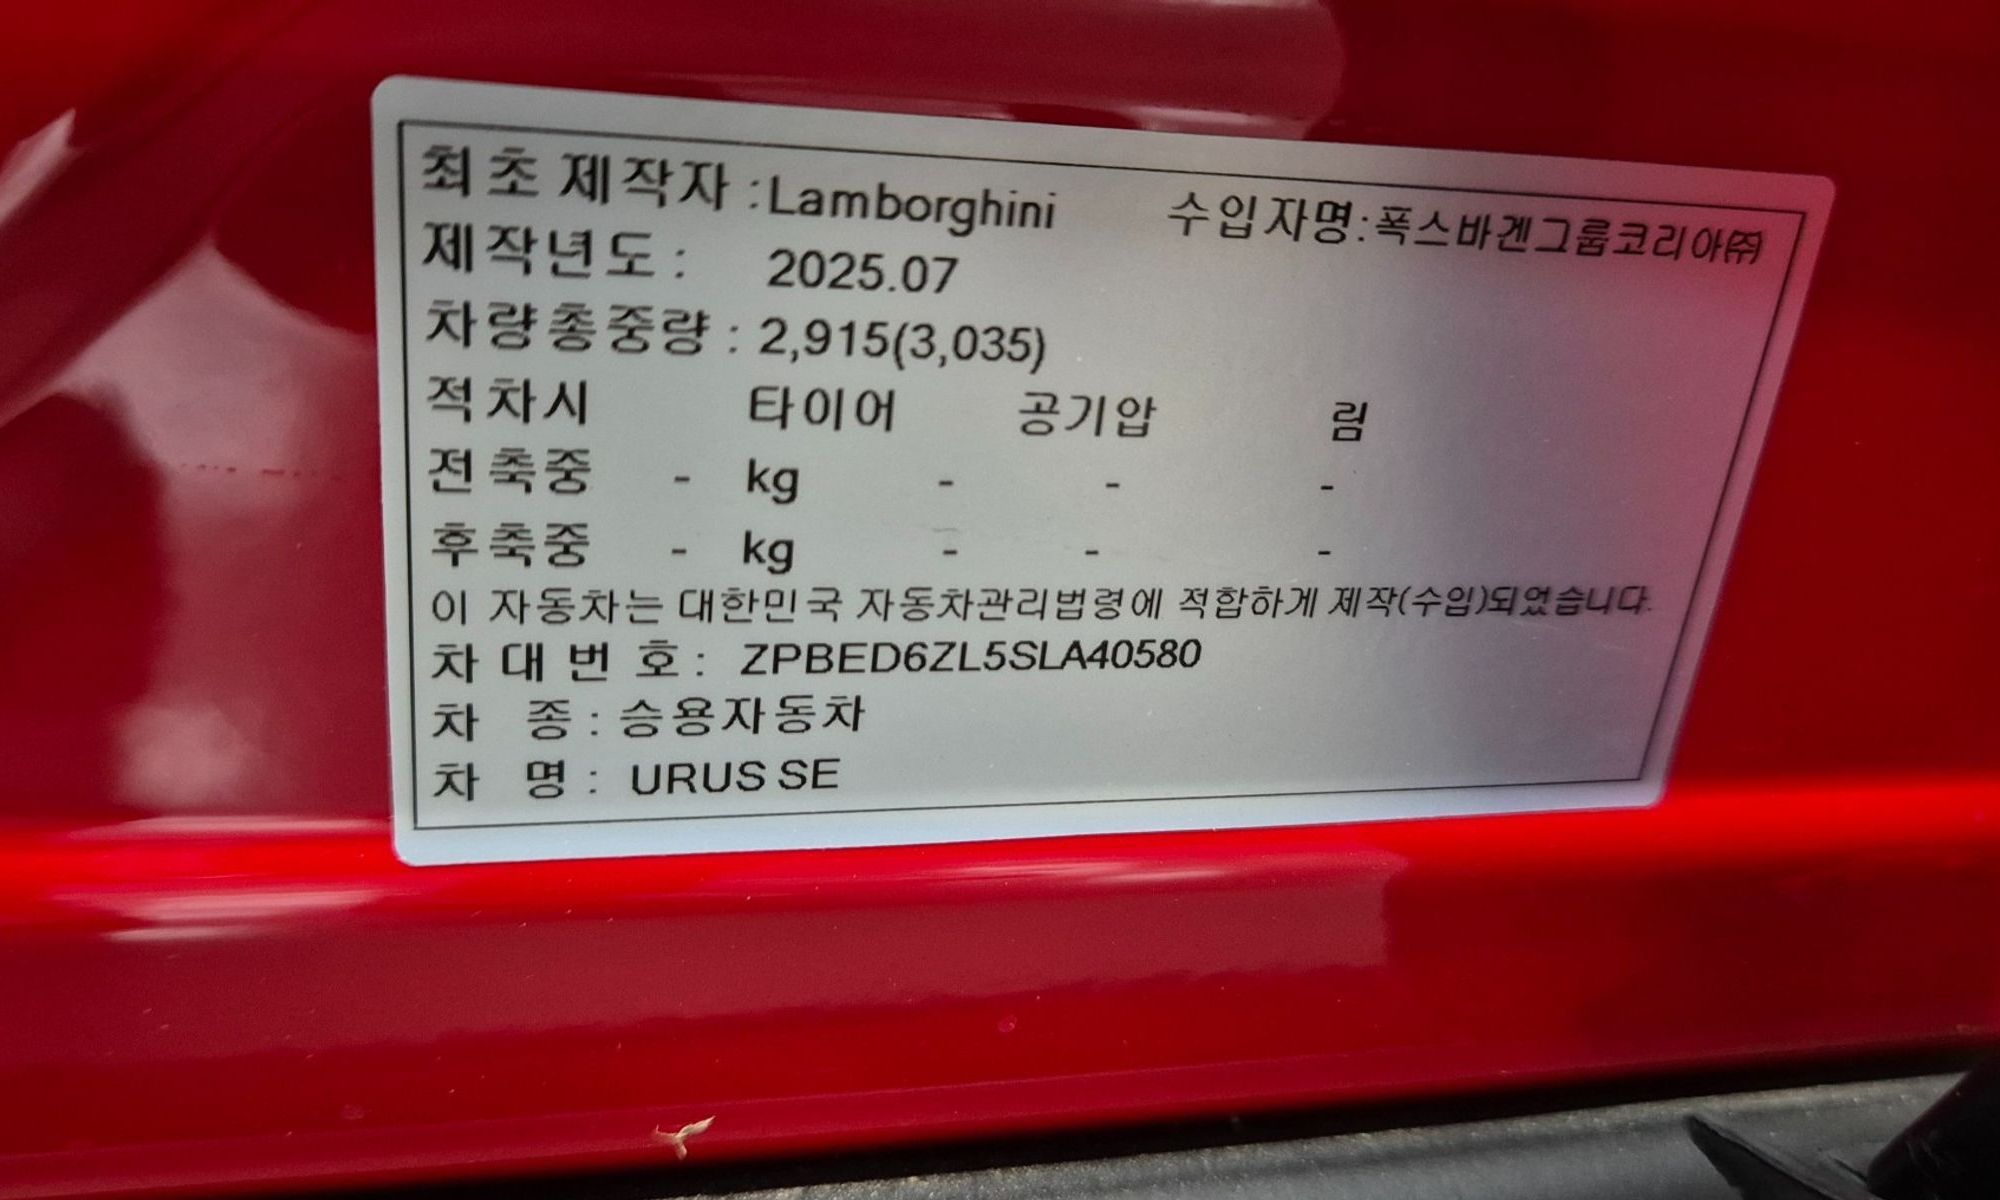 최초제작자 :Lamborghini 수입자명:폭스바겐그룹코리아㈜
제작년도 : 2025.07
차량총중량 : 2,915(3,035)
적차시 타이어 공기압 림
전축중 - kg - - -
후축중 - kg - - -
이 자동차는 대한민국 자동차관리법령에 적합하게 제작(수입)되었습니다.
차대번호 : ZPBED6ZL5SLA40580
차 종 : 승용자동차
차 명 : URUS SE